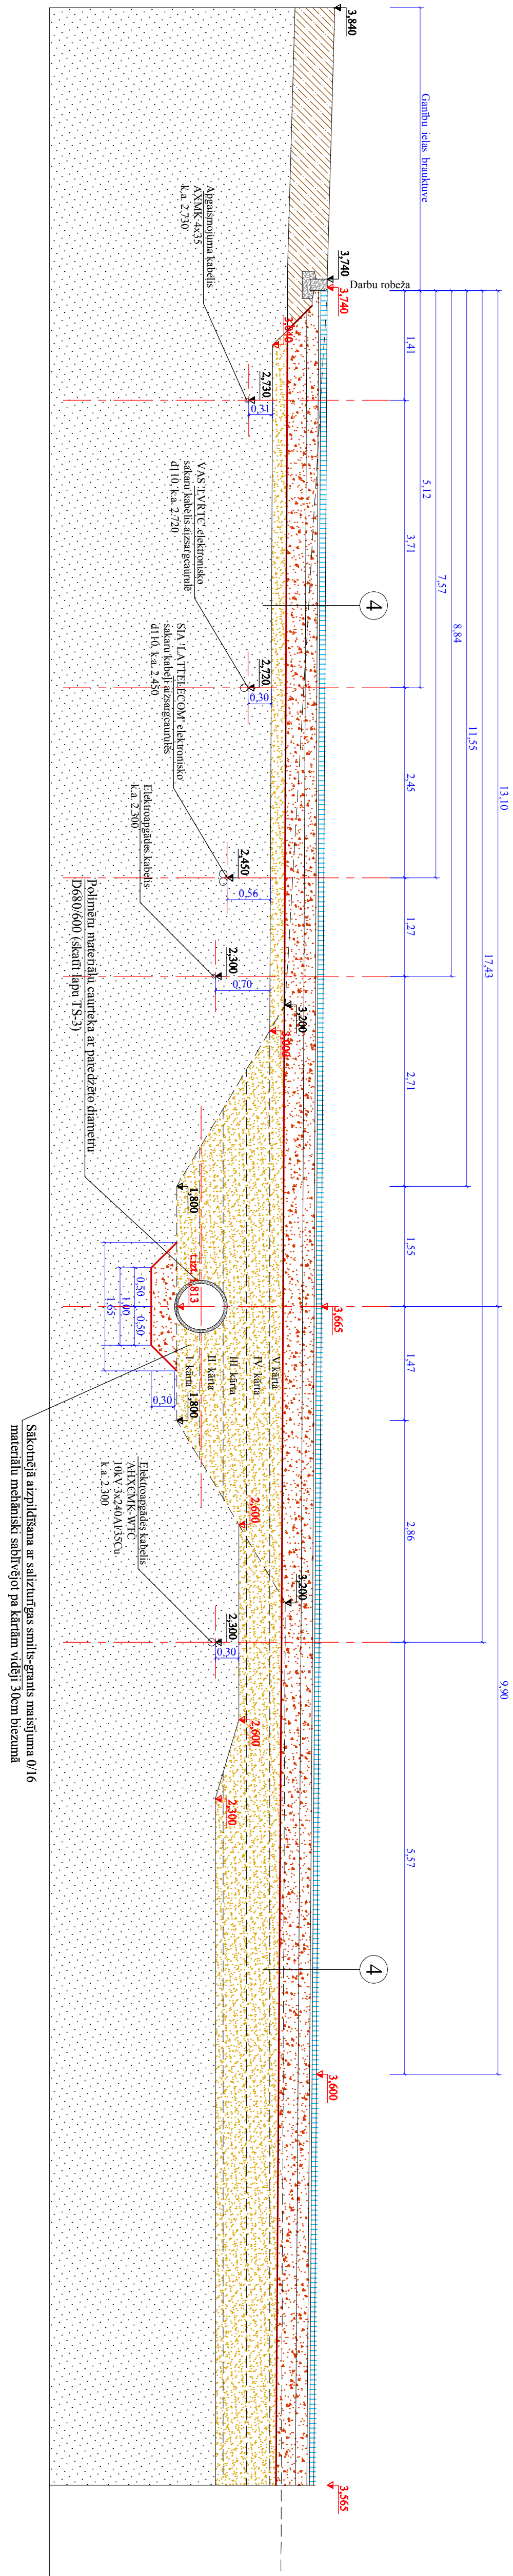 3,840
Ganību ielas brauktuve
3,740
3,740
Darbu robeža
1,41
5,12
3,71
7,57
8,84
11,55
13,10
17,43
2,45
1,27
2,71
1,55
1,47
2,86
9,90
5,57
Apgaismojuma kabelis
AXMK 4x35
k.a. 2.730
2,730
0,31
VAS 'LVRTC' elektronisko
sakaru kabelis aizsargcaurulē
d110, k.a. 2.720
2,720
0,30
4
SIA 'LATTELECOM' elektronisko
sakaru kabeļi aizsargcaurulēs
d110, k.a. 2.450
2,450
0,56
Elektroapgādes kabelis
k.a. 2.300
2,300
0,70
3,200
Polimēru materiālu caurteka ar paredzēto diametru
D680/600 (skatīt lapu TS-3)
1,800
0,50
0,50
1,00
1,65
0,30
3,665
I kārta
II kārta
III kārta
IV kārta
V kārta
1,800
Sākotnējā aizpildīšana ar salizturīgas smilts-grants maisījuma 0/16
materiālu mehāniski sablīvējot pa kārtām vidēji 30cm biezumā
Elektroapgādes kabelis
AHXCMK-WTC
10kV 3x240Al/35Cu
k.a. 2.300
2,600
3,200
2,300
0,30
2,600
2,300
4
3,600
3,565